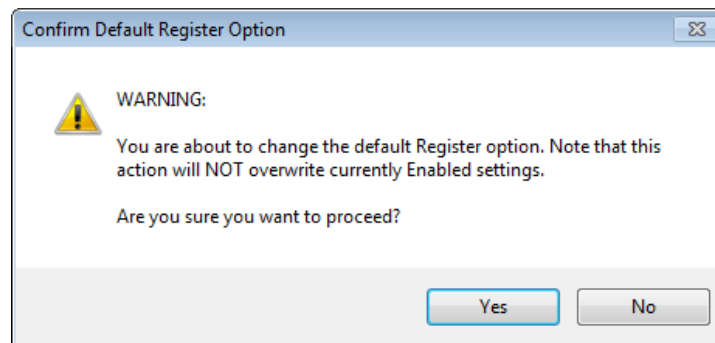 Confirm Default Register Option
WARNING:
You are about to change the default Register option. Note that this
action will NOT overwrite currently Enabled settings.
Are you sure you want to proceed?
Yes
No